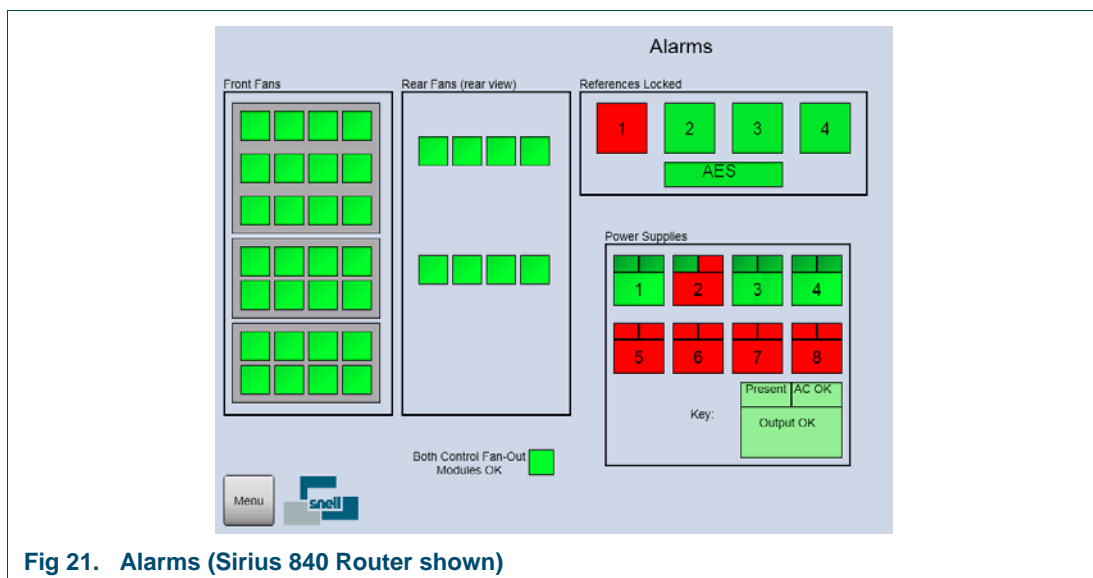 Alarms
Front Fans
Rear Fans (rear view)
References Locked
1 2 3 4
AES
Power Supplies
1 2 3 4
5 6 7 8
Present AC OK
Key:
Output OK
Both Control Fan-Out
Modules OK
Menu
snell
Fig 21. Alarms (Sirius 840 Router shown)